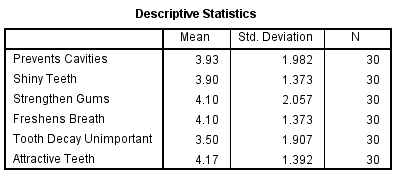 Descriptive Statistics
Mean Std. Deviation N
Prevents Cavities 3.93 1.982 30
Shiny Teeth 3.90 1.373 30
Strengthen Gums 4.10 2.057 30
Freshens Breath 4.10 1.373 30
Tooth Decay Unimportant 3.50 1.907 30
Attractive Teeth 4.17 1.392 30